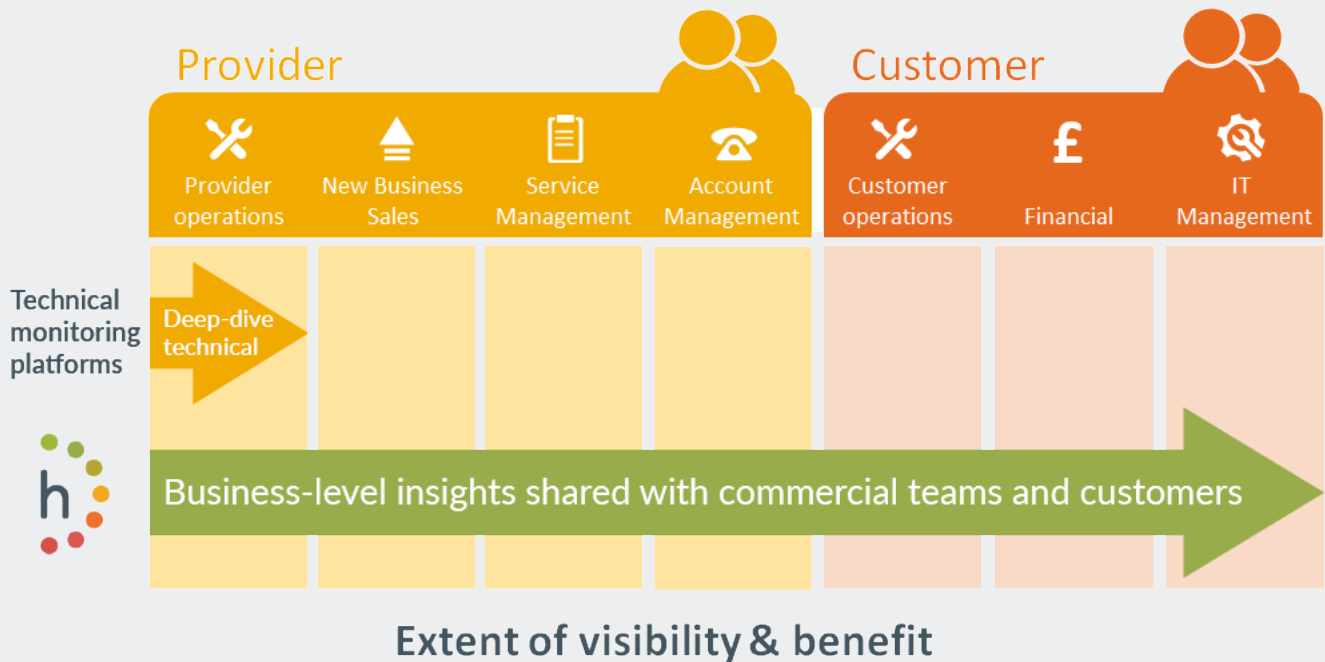 Provider
Customer
Provider
operations
New Business
Sales
Service
Management
Account
Management
Customer
operations
£
Financial
IT
Management
Technical
monitoring
platforms
Deep-dive
technical
h
Business-level insights shared with commercial teams and customers
Extent of visibility & benefit